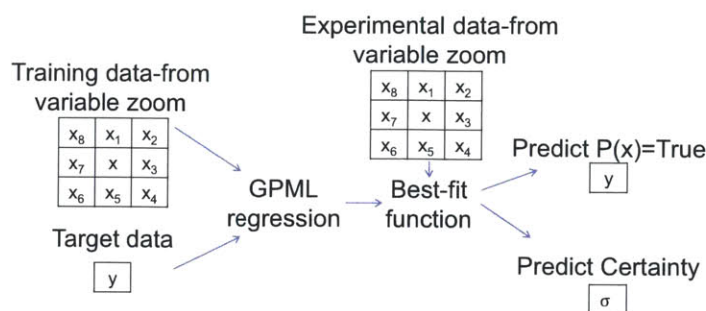 Experimental data-from
variable zoom
x8 x1 x2
x7 x x3
x6 x5 x4
Training data-from
variable zoom
x8 x1 x2
x7 x x3
x6 x5 x4
Target data
y
GPML
regression
Best-fit
function
Predict P(x)=True
y
Predict Certainty
σ